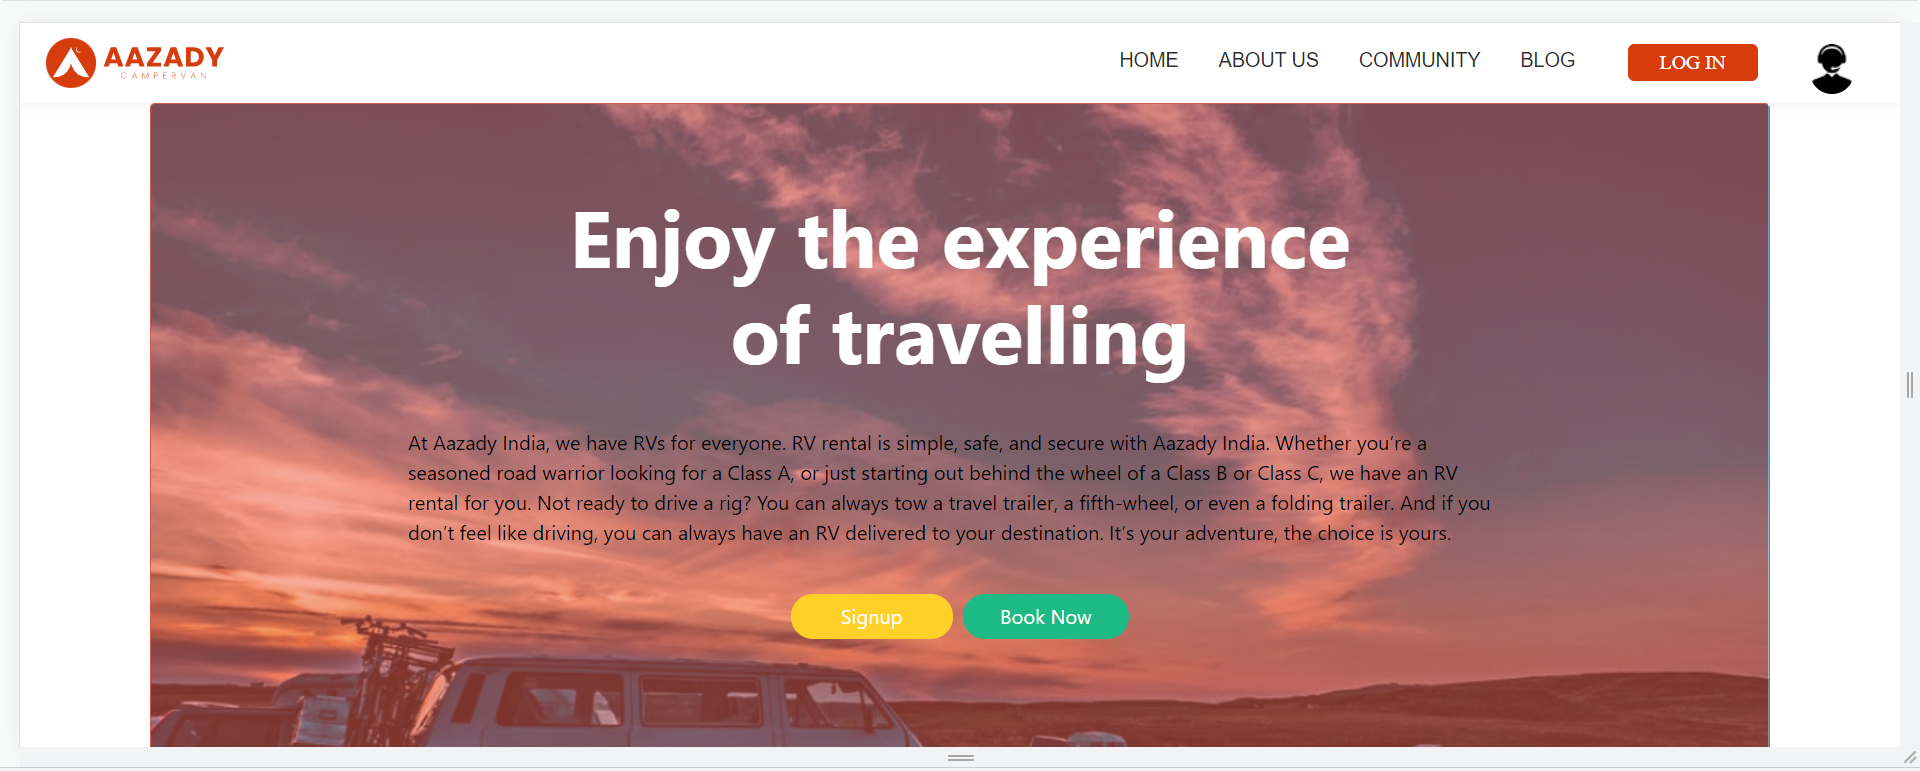 AAZADY
CAMPERVAN
HOME ABOUT US COMMUNITY BLOG LOG IN
Enjoy the experience
of travelling
At Aazady India, we have RVs for everyone. RV rental is simple, safe, and secure with Aazady India. Whether you’re a
seasoned road warrior looking for a Class A, or just starting out behind the wheel of a Class B or Class C, we have an RV
rental for you. Not ready to drive a rig? You can always tow a travel trailer, a fifth-wheel, or even a folding trailer. And if you
don’t feel like driving, you can always have an RV delivered to your destination. It’s your adventure, the choice is yours.
Signup Book Now